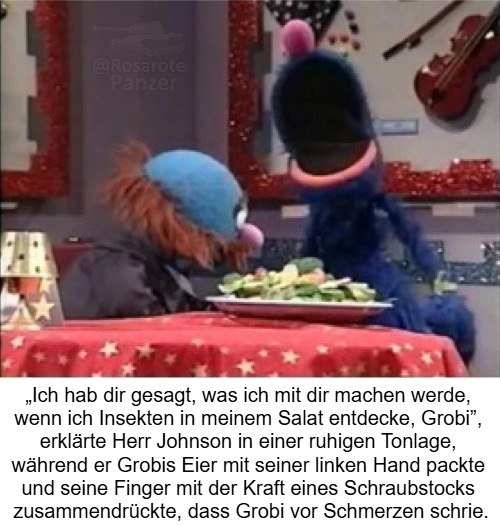 @Rosarote
Panzer
„Ich hab dir gesagt, was ich mit dir machen werde,
wenn ich Insekten in meinem Salat entdecke, Grobi”,
erklärte Herr Johnson in einer ruhigen Tonlage,
während er Grobis Eier mit seiner linken Hand packte
und seine Finger mit der Kraft eines Schraubstocks
zusammendrückte, dass Grobi vor Schmerzen schrie.